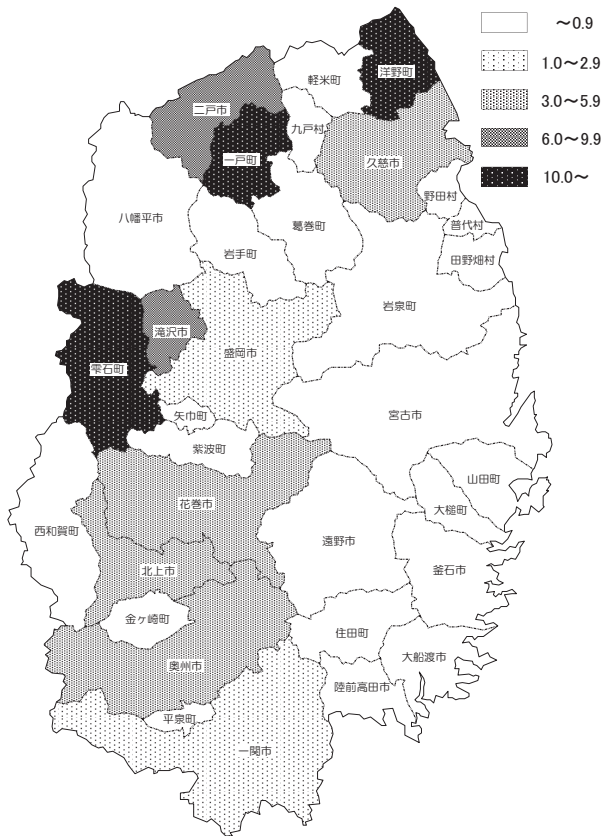 ～0.9
1.0～2.9
3.0～5.9
6.0～9.9
10.0～
軽米町
洋野町
二戸市
九戸村
一戸町
久慈市
野田村
八幡平市
普代村
葛巻町
岩手町
田野畑村
岩泉町
滝沢市
盛岡市
雫石町
矢巾町
宮古市
紫波町
山田町
花巻市
大槌町
西和賀町
遠野市
釜石市
北上市
金ヶ崎町
住田町
大船渡市
奥州市
陸前高田市
平泉町
一関市